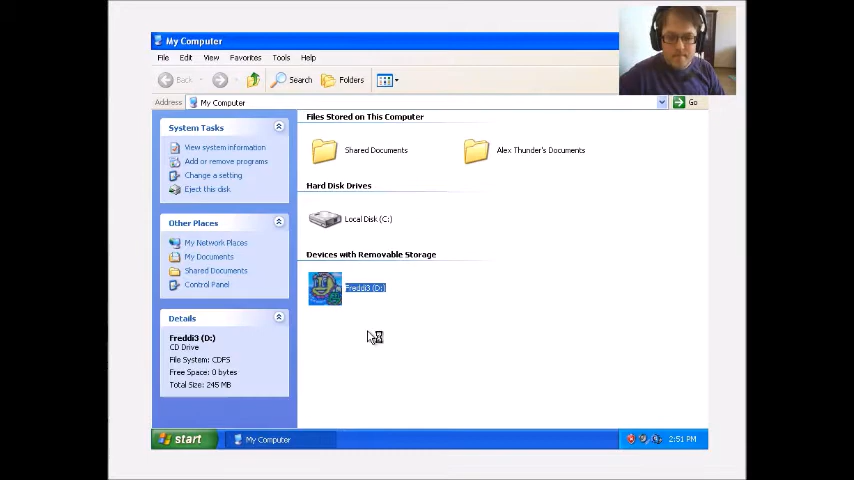 My Computer
File Edit View Favorites Tools Help
Back Search Folders
Address My Computer Go
System Tasks
View system information
Add or remove programs
Change a setting
Eject this disk
Other Places
My Network Places
My Documents
Shared Documents
Control Panel
Details
Freddi3 (D:)
CD Drive
File System: CDFS
Free Space: 0 bytes
Total Size: 245 MB
Files Stored on This Computer
Shared Documents Alex Thunder's Documents
Hard Disk Drives
Local Disk (C:)
Devices with Removable Storage
Freddi3 (D:)
start My Computer 2:51 PM